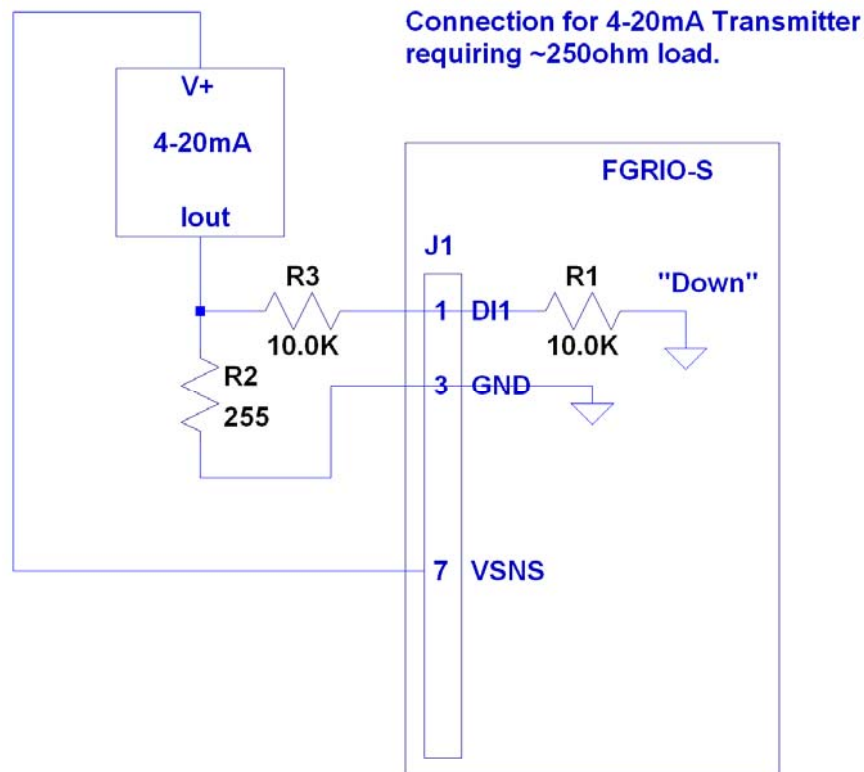 Connection for 4-20mA Transmitter
requiring ~250ohm load.
V+
4-20mA
Iout
FGRIO-S
J1
R3
10.0K
1
DI1
R1
10.0K
"Down"
R2
255
3
GND
7
VSNS